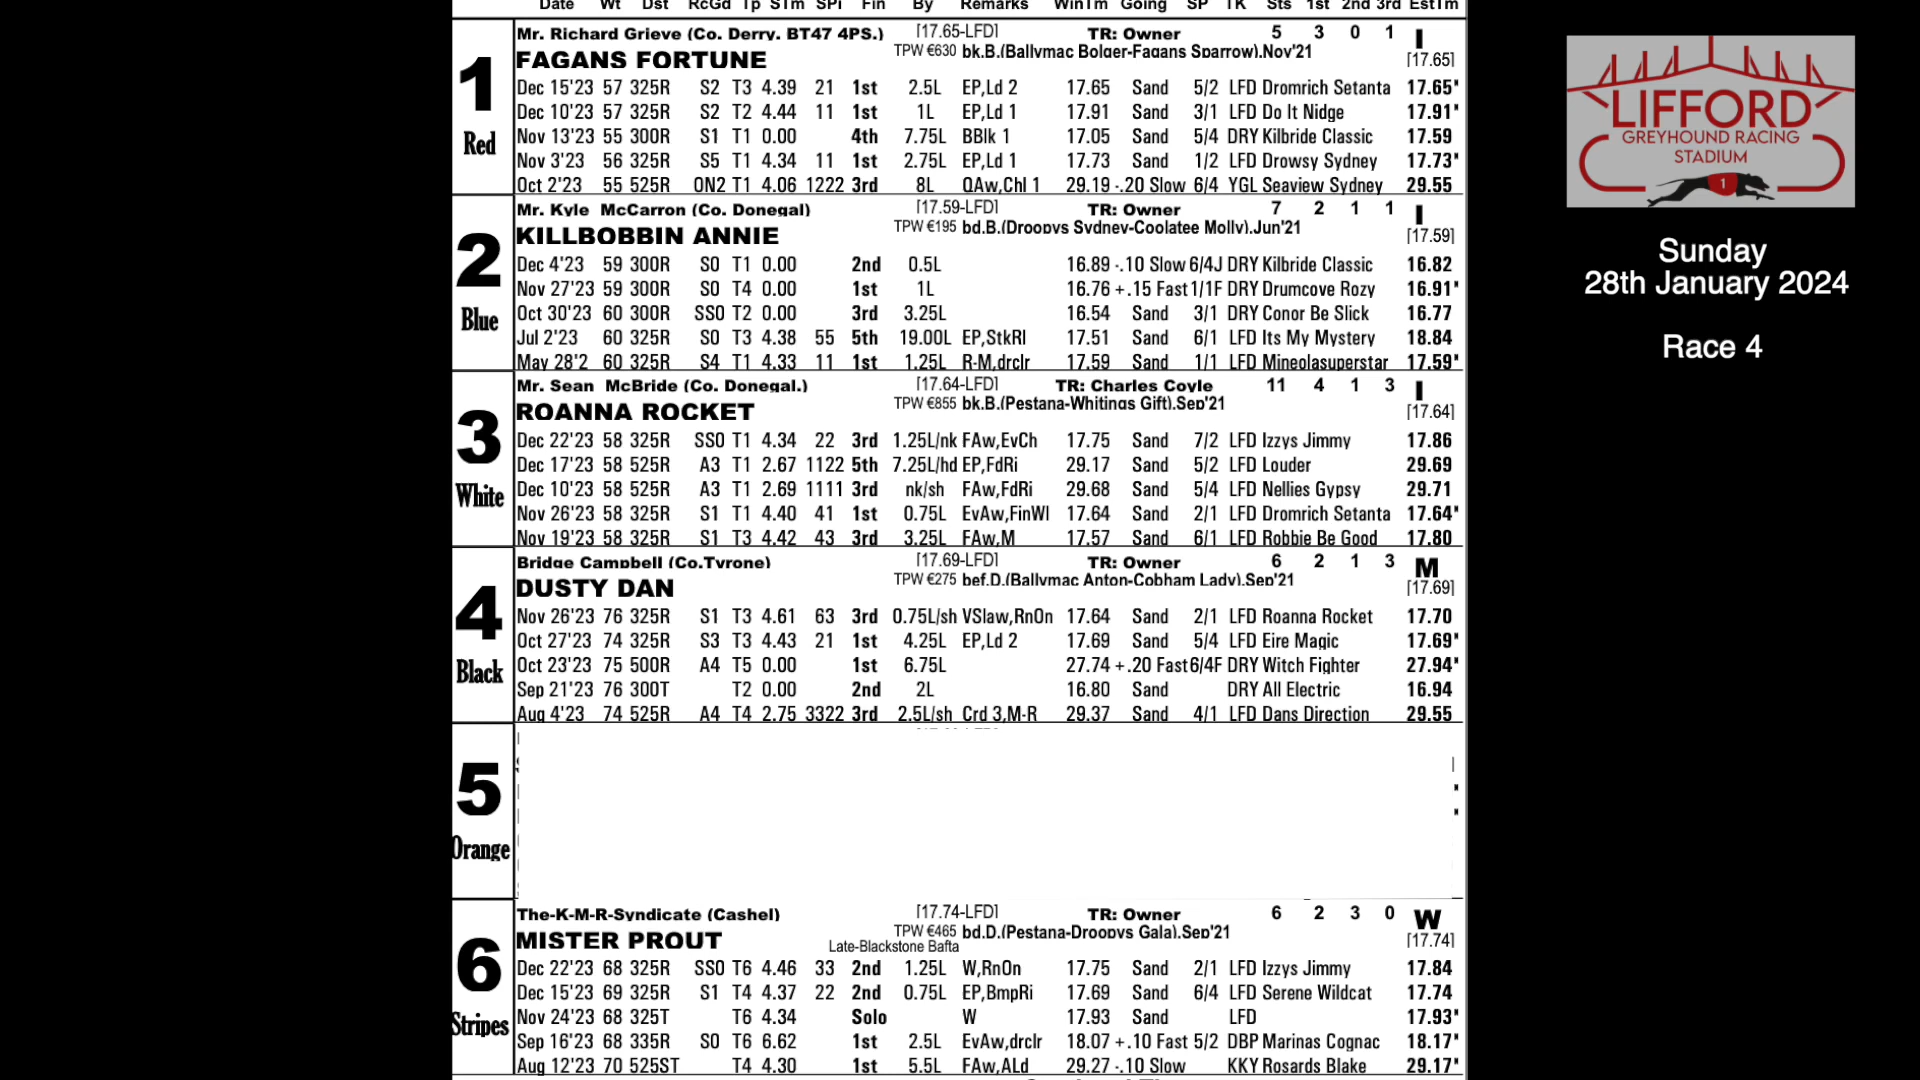 Date Wt Dst RcGd Tp STm SPi Fin By Remarks WinTm Going SP TK Sts 1st 2nd 3rd EstTm
1
Red
Mr. Richard Grieve (Co. Derry. BT47 4PS.) [17.65-LFD] TR: Owner 5 3 0 1 I
FAGANS FORTUNE TPW €630 bk.B.(Ballymac Bolger-Fagans Sparrow).Nov'21 [17.65]
Dec 15'23 57 325R S2 T3 4.39 21 1st 2.5L EP,Ld 2 17.65 Sand 5/2 LFD Dromrich Setanta 17.65*
Dec 10'23 57 325R S2 T2 4.44 11 1st 1L EP,Ld 1 17.91 Sand 3/1 LFD Do It Nidge 17.91*
Nov 13'23 55 300R S1 T1 0.00 4th 7.75L BBlk 1 17.05 Sand 5/4 DRY Kilbride Classic 17.59
Nov 3'23 56 325R S5 T1 4.34 11 1st 2.75L EP,Ld 1 17.73 Sand 1/2 LFD Drowsy Sydney 17.73*
Oct 2'23 55 525R ON2 T1 4.06 1222 3rd 8L QAw,Chl 1 29.19 -.20 Slow 6/4 YGL Seaview Sydney 29.55
2
Blue
Mr. Kyle McCarron (Co. Donegal) [17.59-LFD] TR: Owner 7 2 1 1 I
KILLBOBBIN ANNIE TPW €195 bd.B.(Droopys Sydney-Coolatee Molly).Jun'21 [17.59]
Dec 4'23 59 300R S0 T1 0.00 2nd 0.5L 16.89 -.10 Slow 6/4J DRY Kilbride Classic 16.82
Nov 27'23 59 300R S0 T4 0.00 1st 1L 16.76 +.15 Fast 1/1F DRY Drumcove Rozy 16.91*
Oct 30'23 60 300R SS0 T2 0.00 3rd 3.25L 16.54 Sand 3/1 DRY Conor Be Slick 16.77
Jul 2'23 60 325R S0 T3 4.38 55 5th 19.00L EP,StkRl 17.51 Sand 6/1 LFD Its My Mystery 18.84
May 28'2 60 325R S4 T1 4.33 11 1st 1.25L R-M,drclr 17.59 Sand 1/1 LFD Mineolasuperstar 17.59*
3
White
Mr. Sean McBride (Co. Donegal.) [17.64-LFD] TR: Charles Coyle 11 4 1 3 I
ROANNA ROCKET TPW €855 bk.B.(Pestana-Whitings Gift).Sep'21 [17.64]
Dec 22'23 58 325R SS0 T1 4.34 22 3rd 1.25L/nk FAw,EvCh 17.75 Sand 7/2 LFD Izzys Jimmy 17.86
Dec 17'23 58 525R A3 T1 2.67 1122 5th 7.25L/hd EP,FdRi 29.17 Sand 5/2 LFD Louder 29.69
Dec 10'23 58 525R A3 T1 2.69 1111 3rd nk/sh FAw,FdRi 29.68 Sand 5/4 LFD Nellies Gypsy 29.71
Nov 26'23 58 325R S1 T1 4.40 41 1st 0.75L EvAw,FinWl 17.64 Sand 2/1 LFD Dromrich Setanta 17.64*
Nov 19'23 58 325R S1 T3 4.42 43 3rd 3.25L FAw,M 17.57 Sand 6/1 LFD Robbie Be Good 17.80
4
Black
Bridge Campbell (Co.Tyrone) [17.69-LFD] TR: Owner 6 2 1 3 M
DUSTY DAN TPW €275 bef.D.(Ballymac Anton-Cobham Lady).Sep'21 [17.69]
Nov 26'23 76 325R S1 T3 4.61 63 3rd 0.75L/sh VSlaw,RnOn 17.64 Sand 2/1 LFD Roanna Rocket 17.70
Oct 27'23 74 325R S3 T3 4.43 21 1st 4.25L EP,Ld 2 17.69 Sand 5/4 LFD Eire Magic 17.69*
Oct 23'23 75 500R A4 T5 0.00 1st 6.75L 27.74 +.20 Fast 6/4F DRY Witch Fighter 27.94*
Sep 21'23 76 300T T2 0.00 2nd 2L 16.80 Sand DRY All Electric 16.94
Aug 4'23 74 525R A4 T4 2.75 3322 3rd 2.5L/sh Crd 3,M-R 29.37 Sand 4/1 LFD Dans Direction 29.55
5
Orange
6
Stripes
The-K-M-R-Syndicate (Cashel) [17.74-LFD] TR: Owner 6 2 3 0 W
MISTER PROUT TPW €465 bd.D.(Pestana-Droopys Gala).Sep'21 [17.74]
Late-Blackstone Bafta
Dec 22'23 68 325R SS0 T6 4.46 33 2nd 1.25L W,RnOn 17.75 Sand 2/1 LFD Izzys Jimmy 17.84
Dec 15'23 69 325R S1 T4 4.37 22 2nd 0.75L EP,BmpRi 17.69 Sand 6/4 LFD Serene Wildcat 17.74
Nov 24'23 68 325T T6 4.34 Solo W 17.93 Sand LFD 17.93*
Sep 16'23 68 335R S0 T6 6.62 1st 2.5L EvAw,drclr 18.07 +.10 Fast 5/2 DBP Marinas Cognac 18.17*
Aug 12'23 70 525ST T4 4.30 1st 5.5L FAw,ALd 29.27 -.10 Slow KKY Rosards Blake 29.17*
LIFFORD
GREYHOUND RACING
STADIUM
1
Sunday
28th January 2024
Race 4